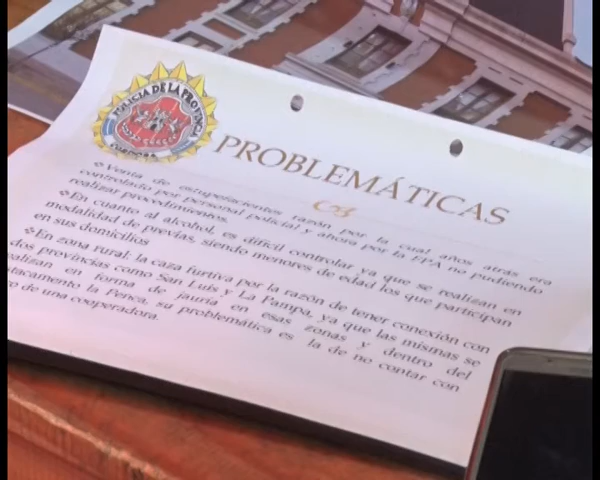 POLICIA DE LA PROVINCIA
CORDOBA
PROBLEMÁTICAS
❖Venta de estupefacientes razón por la cual años atrás era
controlado por personal policial y ahora por la FPA no pudiendo
realizar procedimientos.
❖En cuanto al alcohol, es difícil controlar ya que se realizan en
modalidad de previas, siendo menores de edad los que participan
en sus domicilios
❖En zona rural: la caza furtiva por la razón de tener conexión con
dos provincias como San Luis y La Pampa, ya que las mismas se
ealizan en forma de jauría en esas zonas y dentro del
stacamento la Penca, su problemática es la de no contar con
o de una cooperadora.